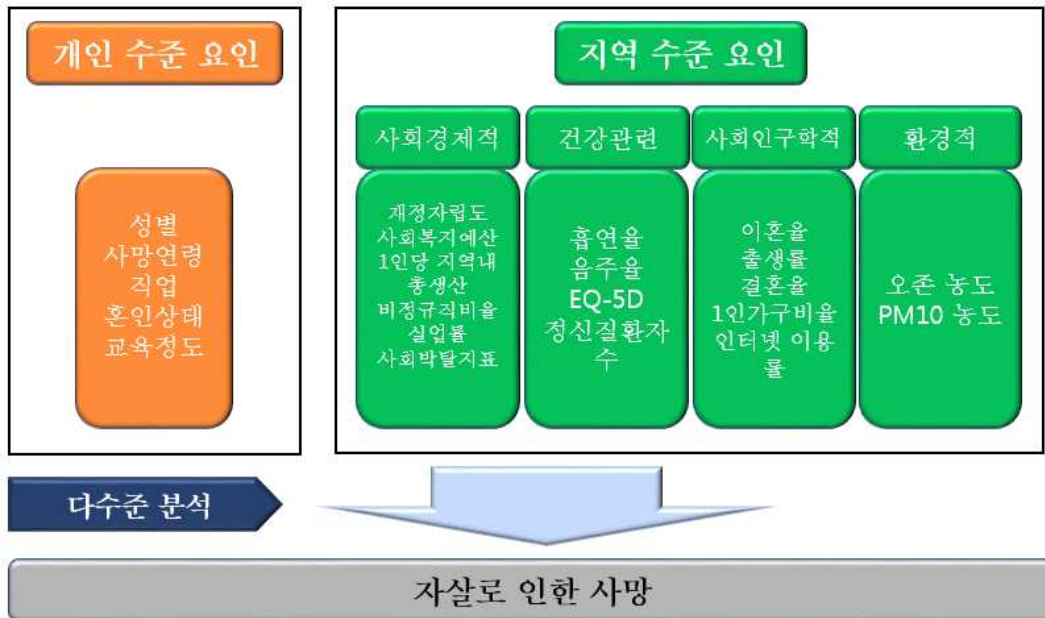 개인 수준 요인
성별
사망연령
직업
혼인상태
교육정도
지역 수준 요인
사회경제적
재정자립도
사회복지예산
1인당 지역내
총생산
비정규직비율
실업률
사회박탈지표
건강관련
흡연율
음주율
EQ-5D
정신질환자
수
사회인구학적
이혼율
출생률
결혼율
1인가구비율
인터넷 이용
률
환경적
오존 농도
PM10 농도
다수준 분석
자살로 인한 사망